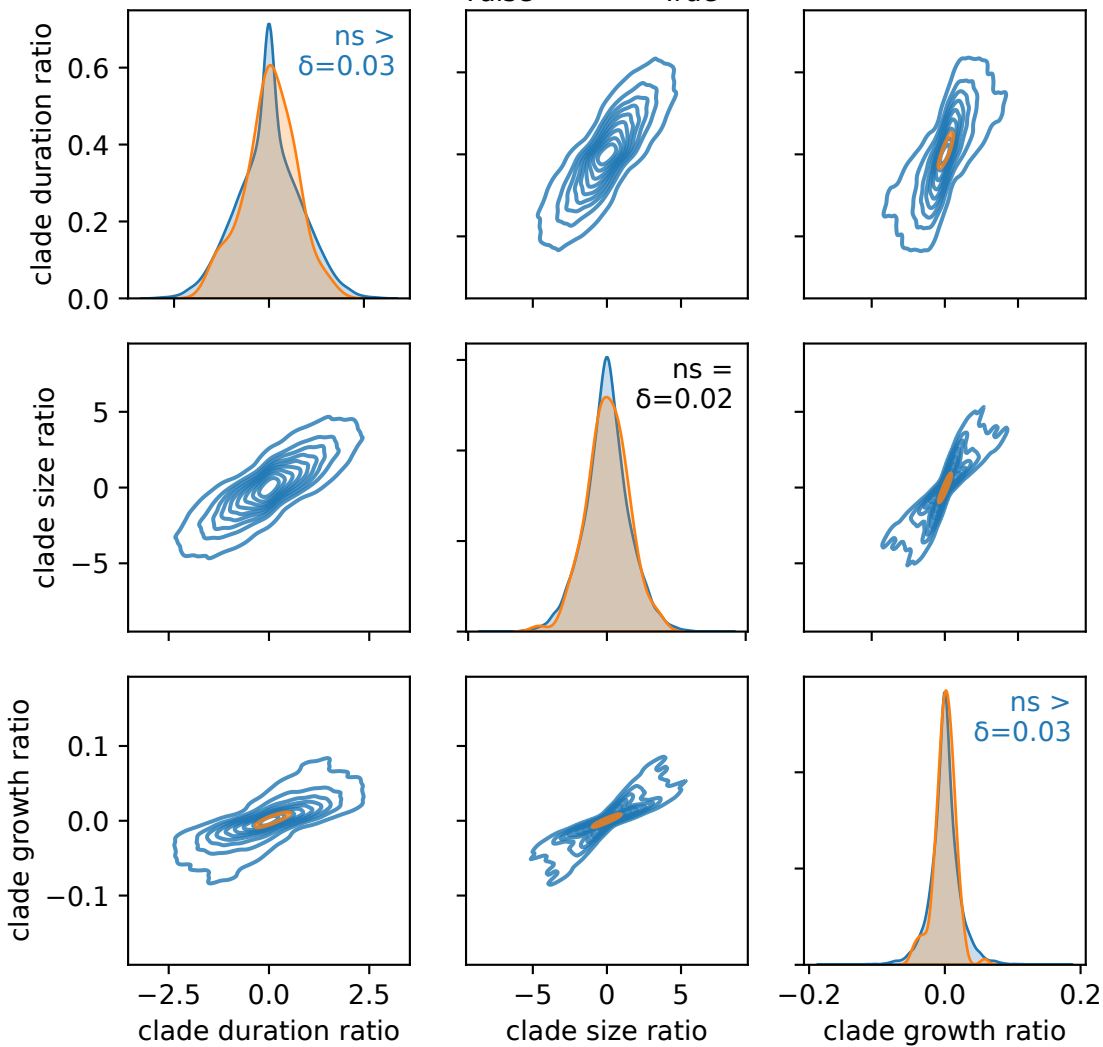 True
clade duration ratio
0.6
0.4
0.2
0.0
ns >
δ=0.03
clade size ratio
5
0
−5
ns =
δ=0.02
clade growth ratio
0.1
0.0
−0.1
ns >
δ=0.03
−2.5 0.0 2.5
−5 0 5
−0.2 0.0 0.2
clade duration ratio
clade size ratio
clade growth ratio